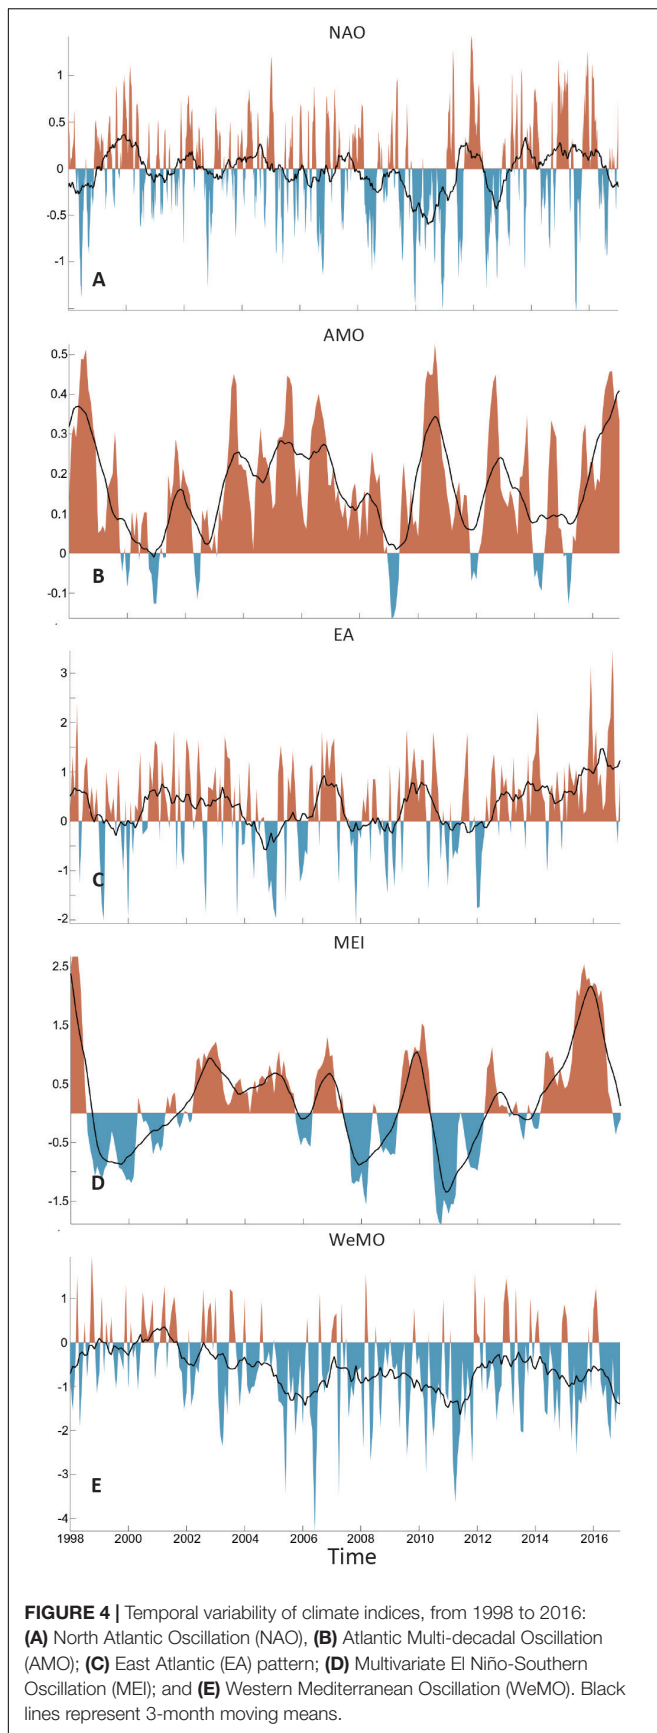 NAO
1
0.5
0
-0.5
-1
A
AMO
0.5
0.4
0.3
0.2
0.1
0
-0.1
B
EA
3
2
1
0
-1
-2
C
MEI
2.5
1.5
0.5
-0.5
-1.5
D
WeMO
1
0
-1
-2
-3
-4
E
1998 2000 2002 2004 2006 2008 2010 2012 2014 2016
Time
FIGURE 4 | Temporal variability of climate indices, from 1998 to 2016:
(A) North Atlantic Oscillation (NAO), (B) Atlantic Multi-decadal Oscillation
(AMO); (C) East Atlantic (EA) pattern; (D) Multivariate El Niño-Southern
Oscillation (MEI); and (E) Western Mediterranean Oscillation (WeMO). Black
lines represent 3-month moving means.